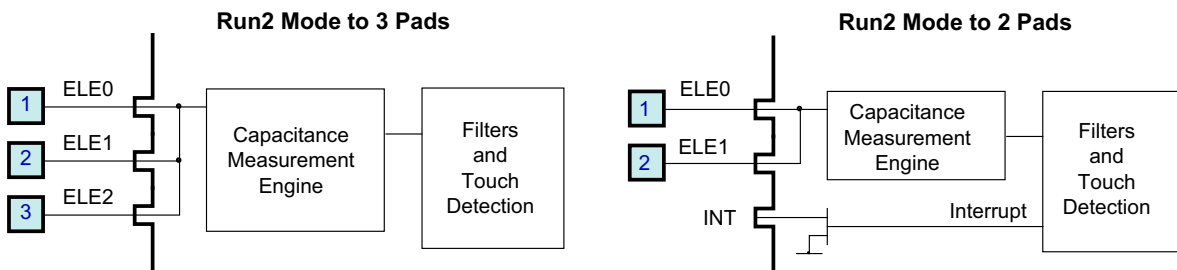 Run2 Mode to 3 Pads
1
ELE0
2
ELE1
3
ELE2
Capacitance
Measurement
Engine
Filters
and
Touch
Detection
Run2 Mode to 2 Pads
1
ELE0
2
ELE1
INT
Capacitance
Measurement
Engine
Interrupt
Filters
and
Touch
Detection